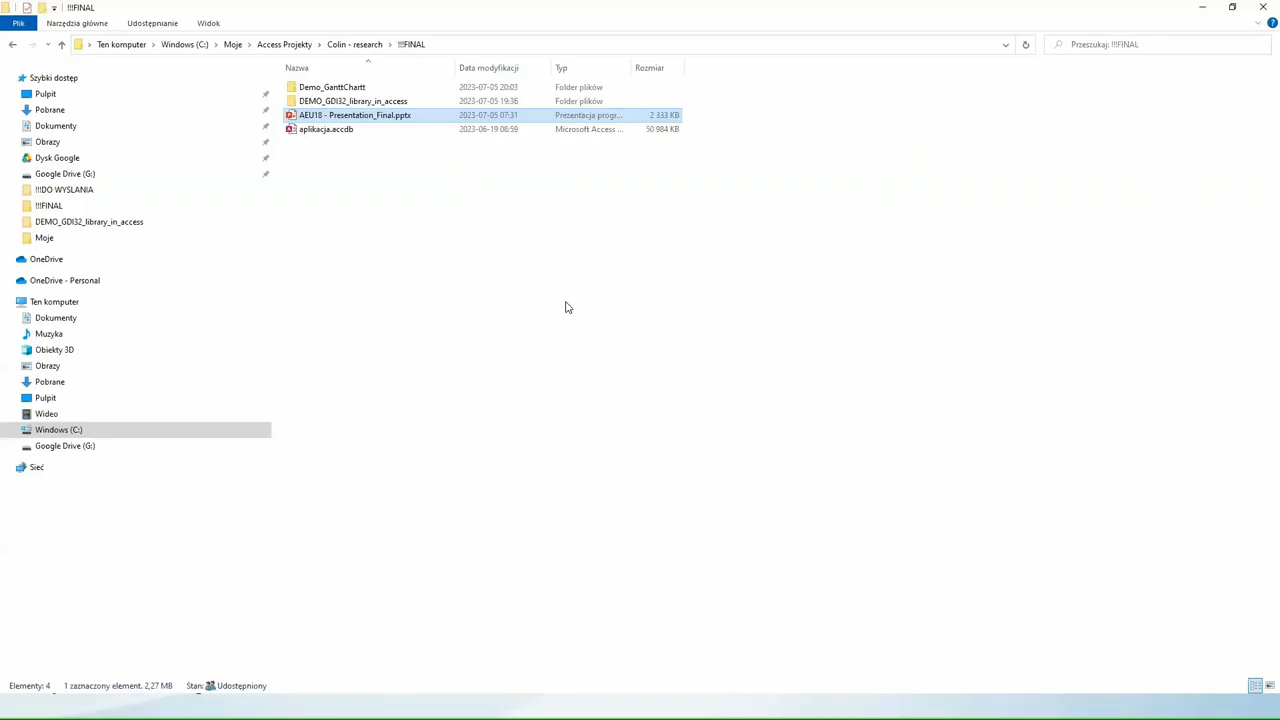 !!!FINAL
Plik Narzędzia główne Udostępnianie Widok
Ten komputer Windows (C:) Moje Access Projekty Colin - research !!!FINAL
Przeszukaj: !!!FINAL
Nazwa Data modyfikacji Typ Rozmiar
Demo_GanttChartt 2023-07-05 20:03 Folder plików
DEMO_GDI32_library_in_access 2023-07-05 19:36 Folder plików
AEU18 - Presentation_Final.pptx 2023-07-05 07:31 Prezentacja progr... 2 333 KB
aplikacja.accdb 2023-06-19 08:59 Microsoft Access ... 50 984 KB
Szybki dostęp
Pulpit
Pobrane
Dokumenty
Obrazy
Dysk Google
Google Drive (G:)
!!!DO WYSLANIA
!!!FINAL
DEMO_GDI32_library_in_access
Moje
OneDrive
OneDrive - Personal
Ten komputer
Dokumenty
Muzyka
Obiekty 3D
Obrazy
Pobrane
Pulpit
Wideo
Windows (C:)
Google Drive (G:)
Sieć
Elementy: 4 1 zaznaczony element. 2,27 MB Stan: Udostępniony